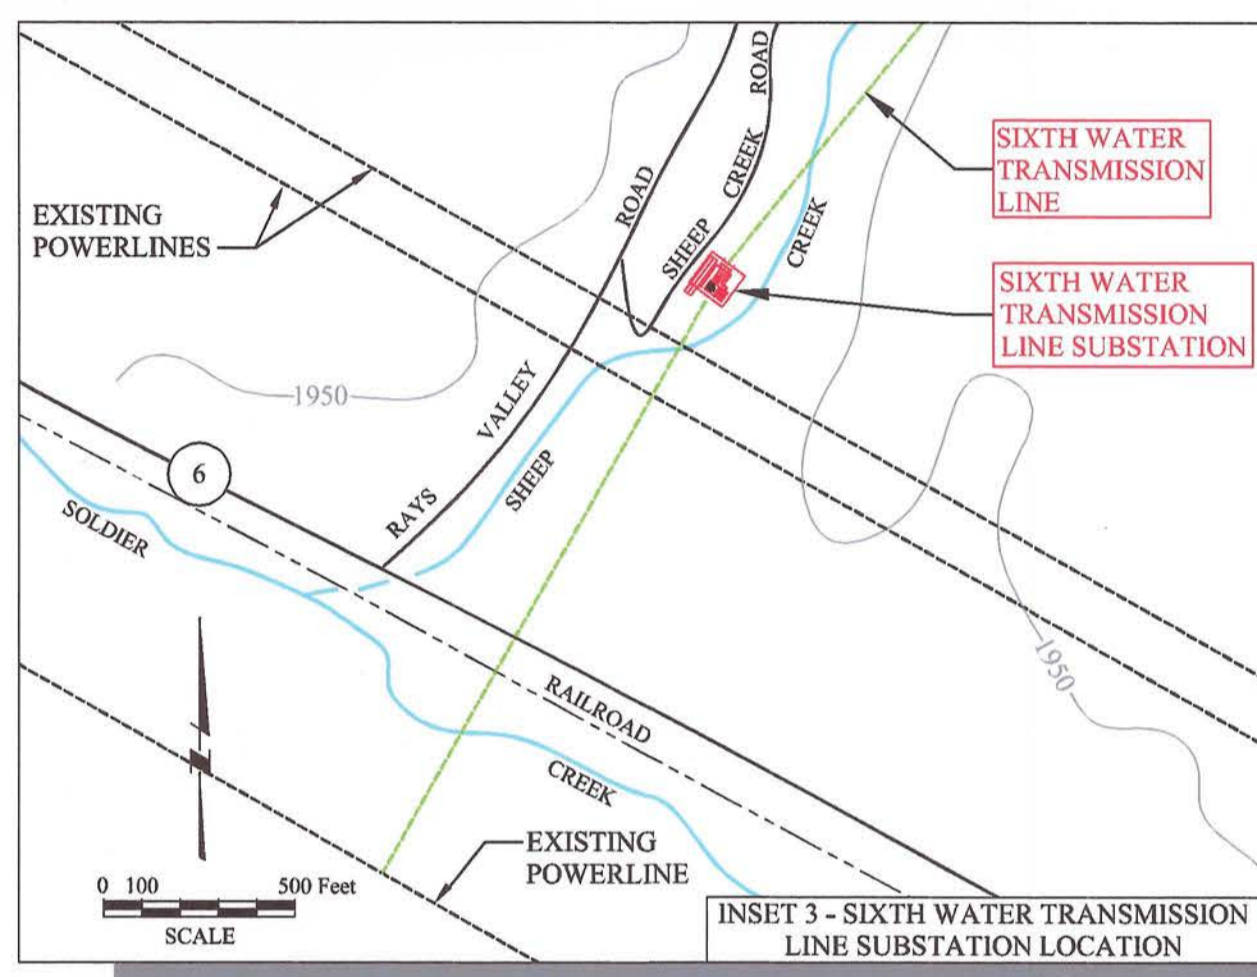 EXISTING
POWERLINES
RAYS VALLEY ROAD
SHEEP CREEK ROAD
SHEEP CREEK
SIXTH WATER
TRANSMISSION
LINE
SIXTH WATER
TRANSMISSION
LINE SUBSTATION
1950
6
SOLDIER CREEK
RAILROAD
1950
EXISTING
POWERLINE
0 100 500 Feet
SCALE
INSET 3 - SIXTH WATER TRANSMISSION
LINE SUBSTATION LOCATION